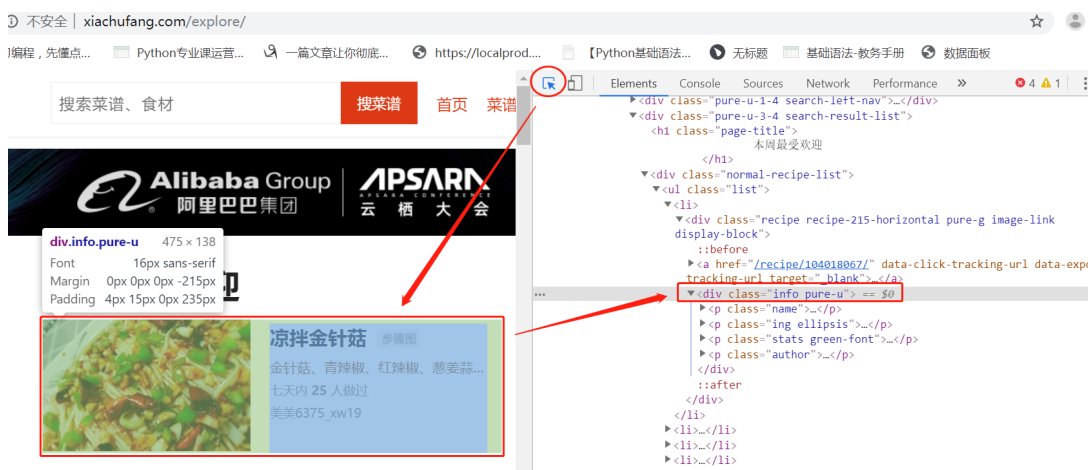 不安全 | xiachufang.com/explore/
编程，先懂点... Python专业课运营... 一篇文章让你彻底... https://localprod.... 【Python基础语法... 无标题 基础语法-教务手册 数据面板
搜索菜谱、食材 搜菜谱 首页 菜谱
Elements Console Sources Network Performance » 4 1
<div class="pure-u-1-4 search-left-nav">…</div>
<div class="pure-u-3-4 search-result-list">
<h1 class="page-title">
本周最受欢迎
</h1>
<div class="normal-recipe-list">
<ul class="list">
<li>
<div class="recipe recipe-215-horizontal pure-g image-link
display-block">
::before
<a href="/recipe/104018067/" data-click-tracking-url data-expo
tracking-url target="_blank">…</a>
<div class="info pure-u"> == $0
<p class="name">…</p>
<p class="ing ellipsis">…</p>
<p class="stats green-font">…</p>
<p class="author">…</p>
</div>
::after
</div>
</li>
<li>…</li>
<li>…</li>
<li>…</li>
Alibaba Group
阿里巴巴集团
APSARA
CONFERENCE
云栖大会
div.info.pure-u 475 × 138
Font 16px sans-serif
Margin 0px 0px 0px -215px
Padding 4px 15px 0px 235px
迎
凉拌金针菇 步骤图
金针菇、青辣椒、红辣椒、葱姜蒜...
七天内 25 人做过
美美6375_xw19